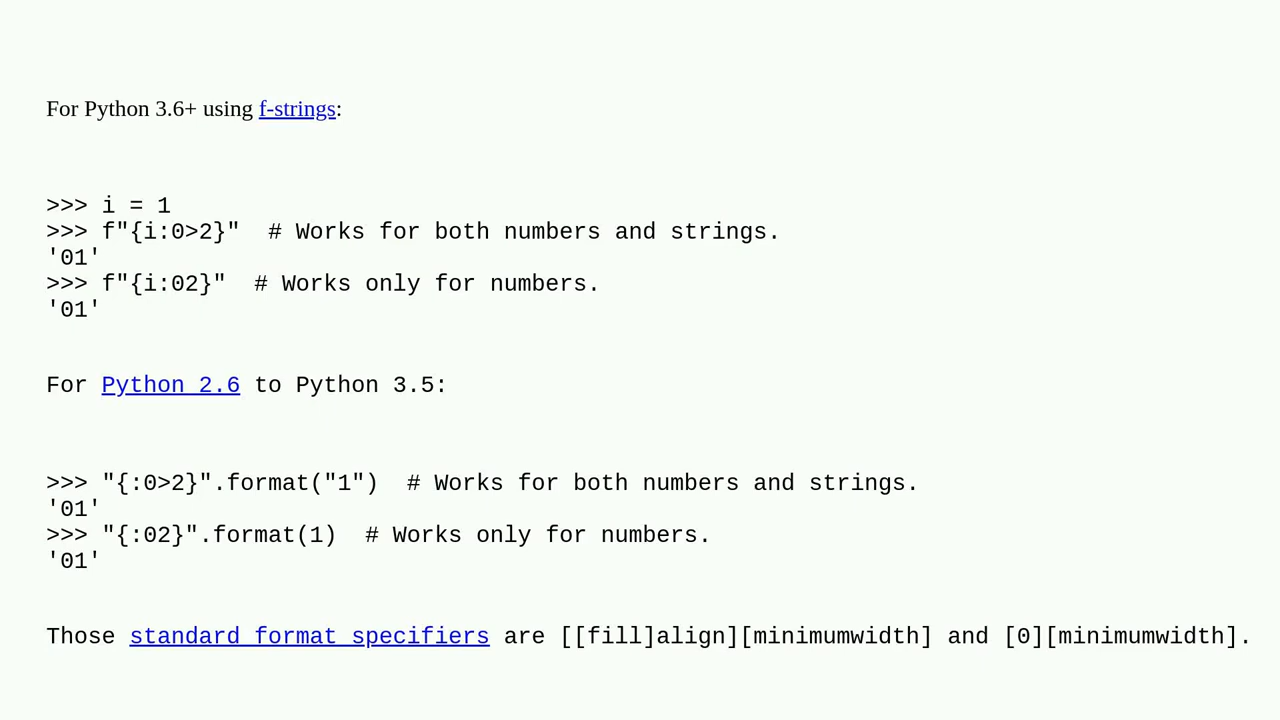 For Python 3.6+ using f-strings:
>>> i = 1
>>> f"{i:0>2}"  # Works for both numbers and strings.
'01'
>>> f"{i:02}"  # Works only for numbers.
'01'
For Python 2.6 to Python 3.5:
>>> "{:0>2}".format("1")  # Works for both numbers and strings.
'01'
>>> "{:02}".format(1)  # Works only for numbers.
'01'
Those standard format specifiers are [[fill]align][minimumwidth] and [0][minimumwidth].